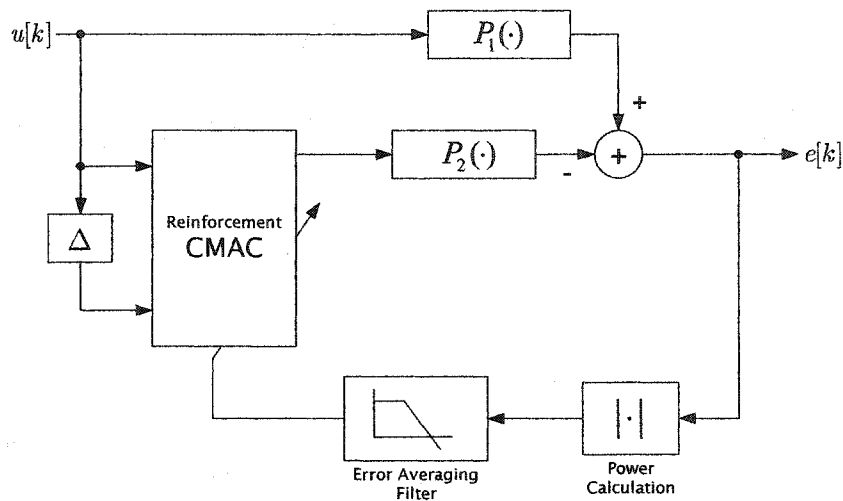 u[k]
P₁(·)
+
P₂(·)
-
+
e[k]
Reinforcement
CMAC
Δ
|·|
Error Averaging
Filter
Power
Calculation